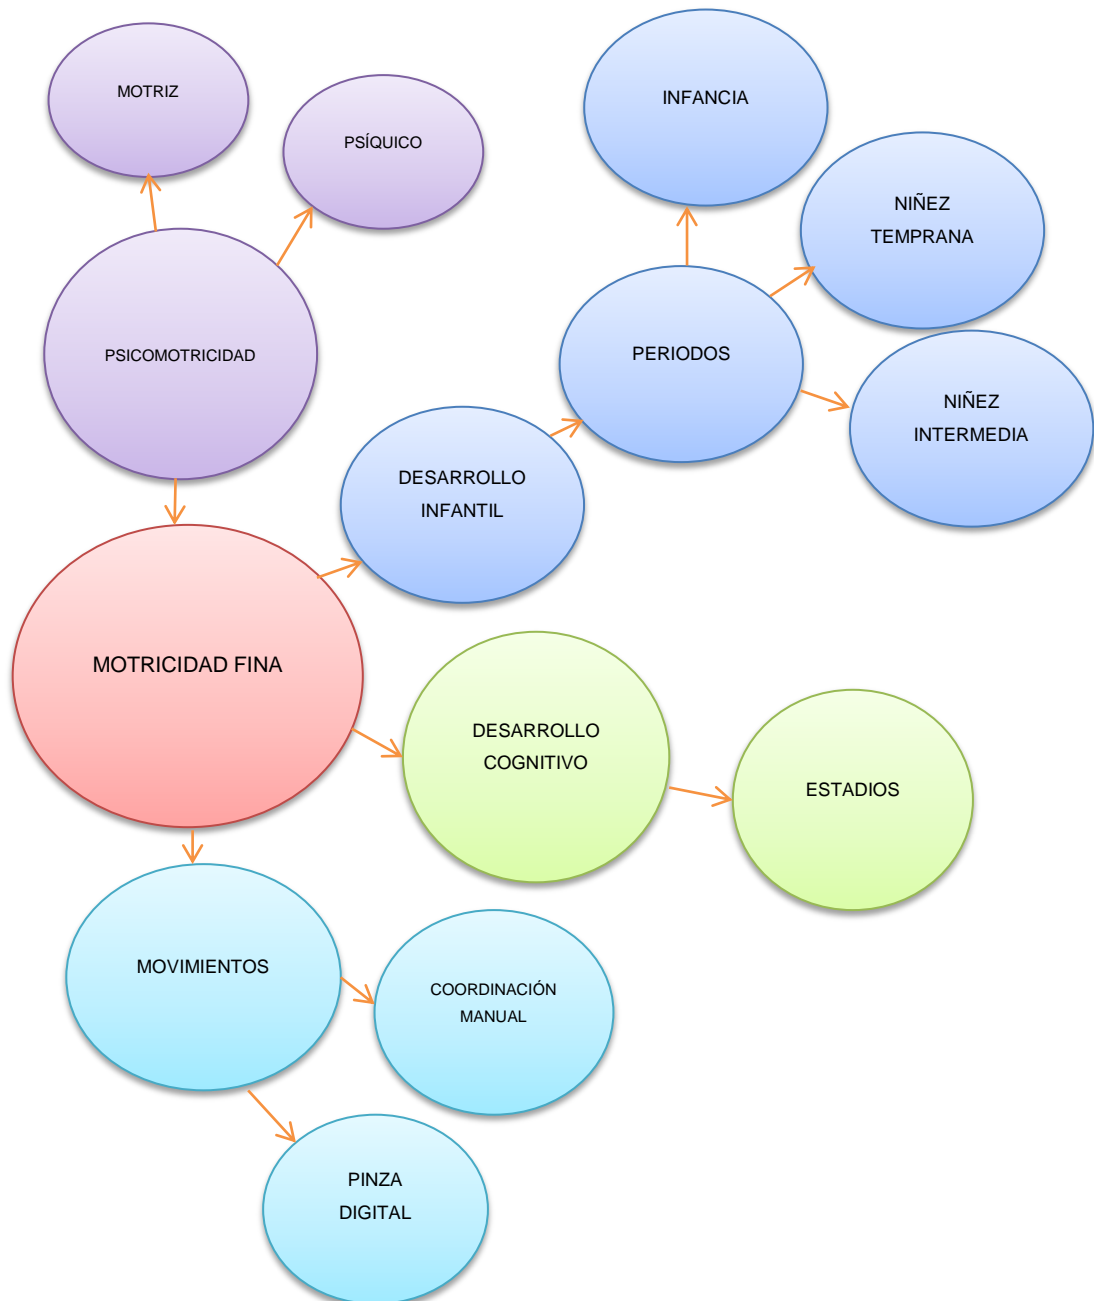 MOTRIZ
PSÍQUICO
PSICOMOTRICIDAD
INFANCIA
NIÑEZ
TEMPRANA
PERIODOS
NIÑEZ
INTERMEDIA
DESARROLLO
INFANTIL
MOTRICIDAD FINA
DESARROLLO
COGNITIVO
ESTADIOS
MOVIMIENTOS
COORDINACIÓN
MANUAL
PINZA
DIGITAL